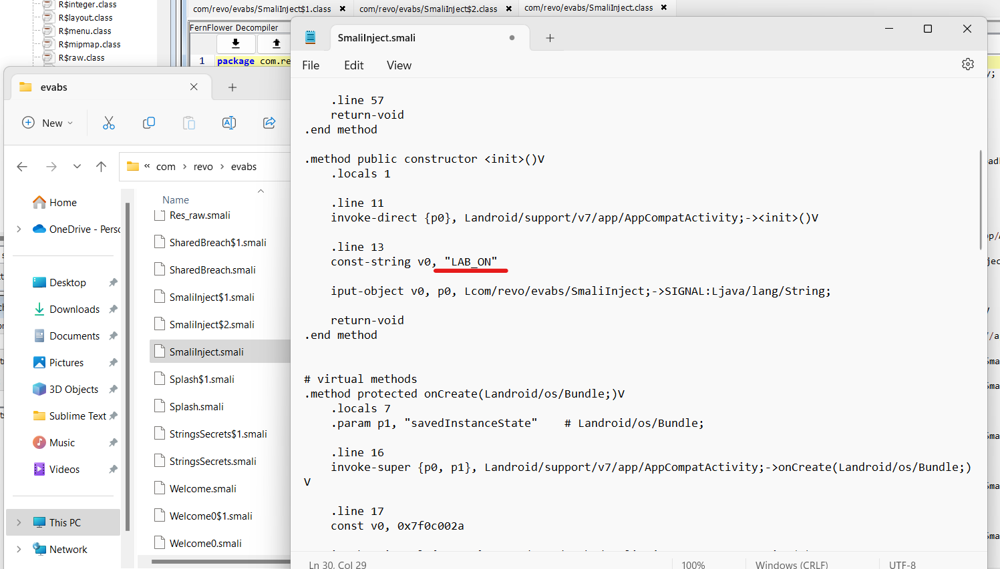 R$integer.class
R$layout.class
R$menu.class
R$mipmap.class
R$raw.class
com/revo/evabs/SmaliInject$1.class
com/revo/evabs/SmaliInject$2.class
com/revo/evabs/SmaliInject.class
FernFlower Decompiler
1 package com.re
evabs
New
« com > revo > evabs
Home
OneDrive - Persc
Desktop
Downloads
Documents
Pictures
3D Objects
Sublime Text
Music
Videos
This PC
Network
Name
Res_raw.smali
SharedBreach$1.smali
SharedBreach.smali
SmaliInject$1.smali
SmaliInject$2.smali
SmaliInject.smali
Splash$1.smali
Splash.smali
StringsSecrets$1.smali
StringsSecrets.smali
Welcome.smali
Welcome0$1.smali
Welcome0.smali
SmaliInject.smali
File Edit View
.line 57
return-void
.end method
.method public constructor <init>()V
.locals 1
.line 11
invoke-direct {p0}, Landroid/support/v7/app/AppCompatActivity;-><init>()V
.line 13
const-string v0, "LAB_ON"
iput-object v0, p0, Lcom/revo/evabs/SmaliInject;->SIGNAL:Ljava/lang/String;
return-void
.end method
# virtual methods
.method protected onCreate(Landroid/os/Bundle;)V
.locals 7
.param p1, "savedInstanceState"    # Landroid/os/Bundle;
.line 16
invoke-super {p0, p1}, Landroid/support/v7/app/AppCompatActivity;->onCreate(Landroid/os/Bundle;)
V
.line 17
const v0, 0x7f0c002a
Ln 30, Col 29
100%
Windows (CRLF)
UTF-8